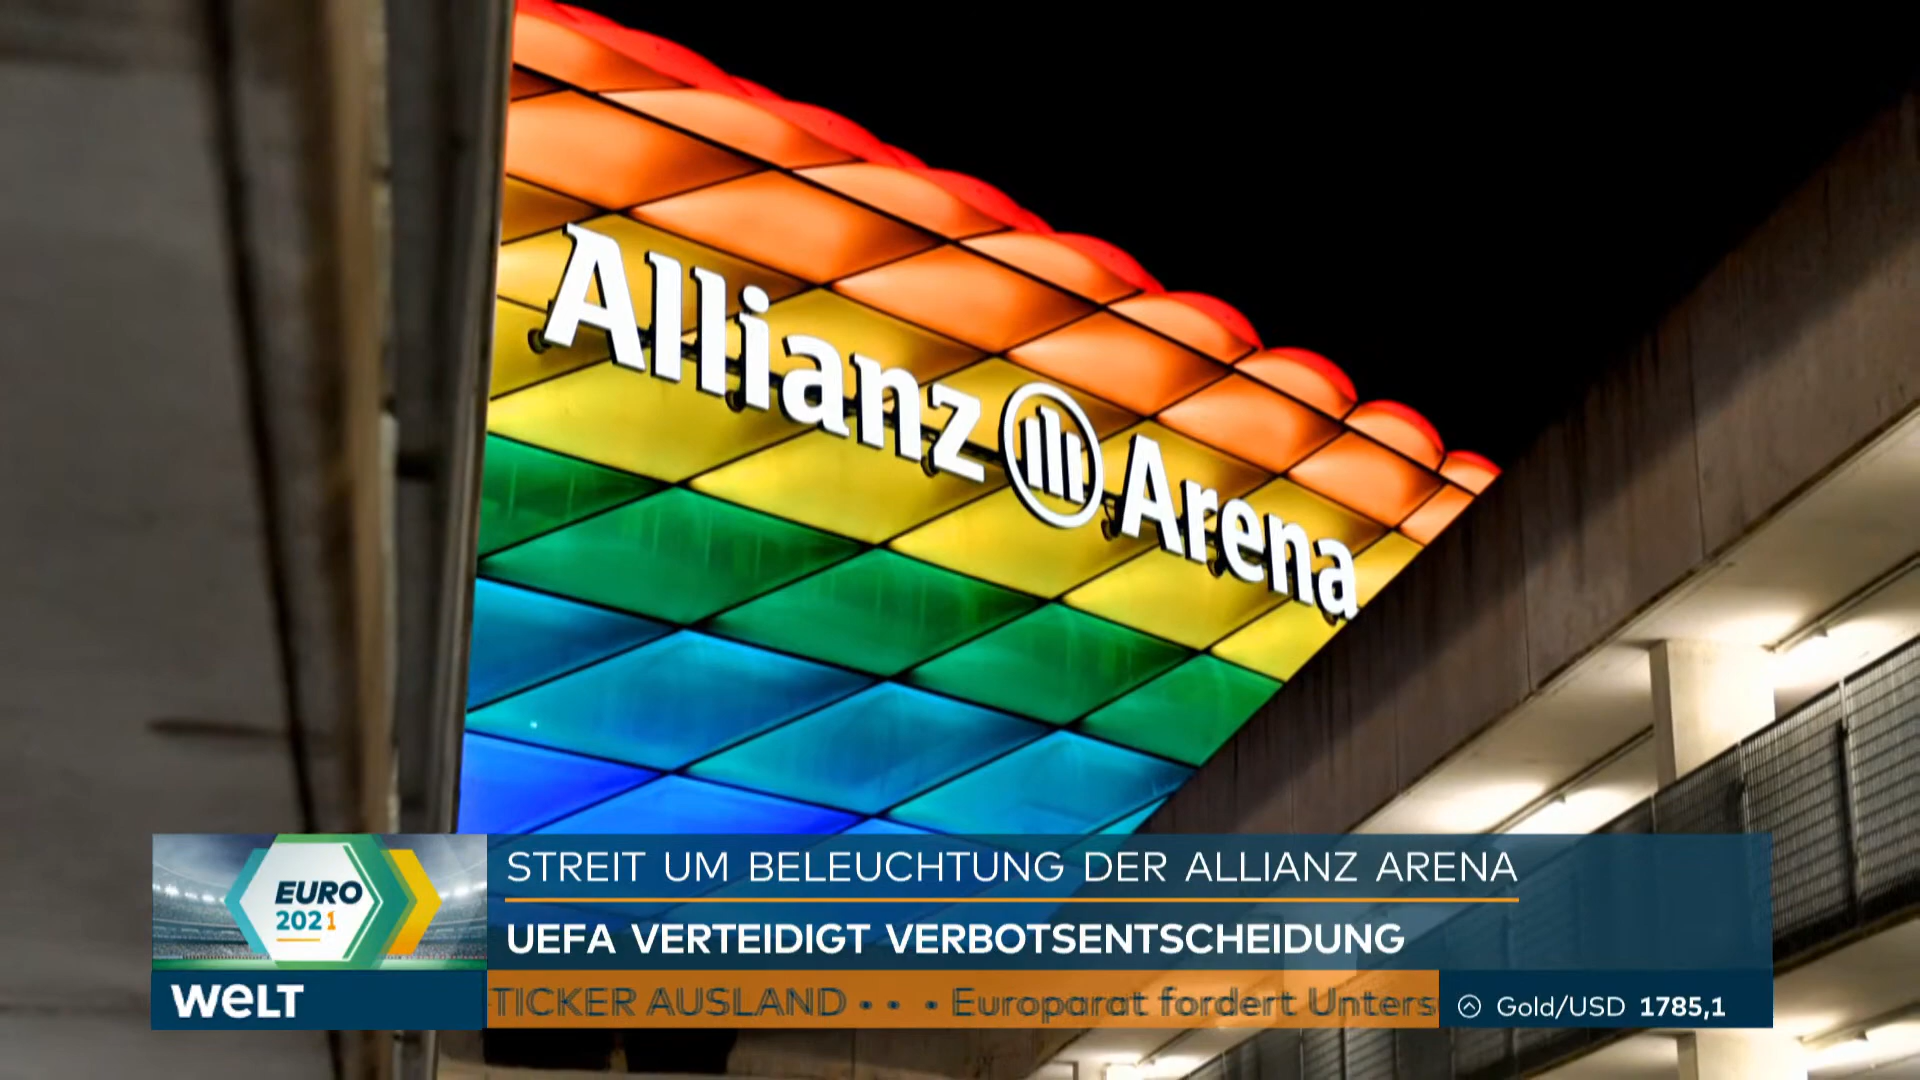 Allianz Arena
EURO
2021
STREIT UM BELEUCHTUNG DER ALLIANZ ARENA
UEFA VERTEIDIGT VERBOTSENTSCHEIDUNG
WELT
TICKER AUSLAND • • • Europarat fordert Unters
Gold/USD 1785,1